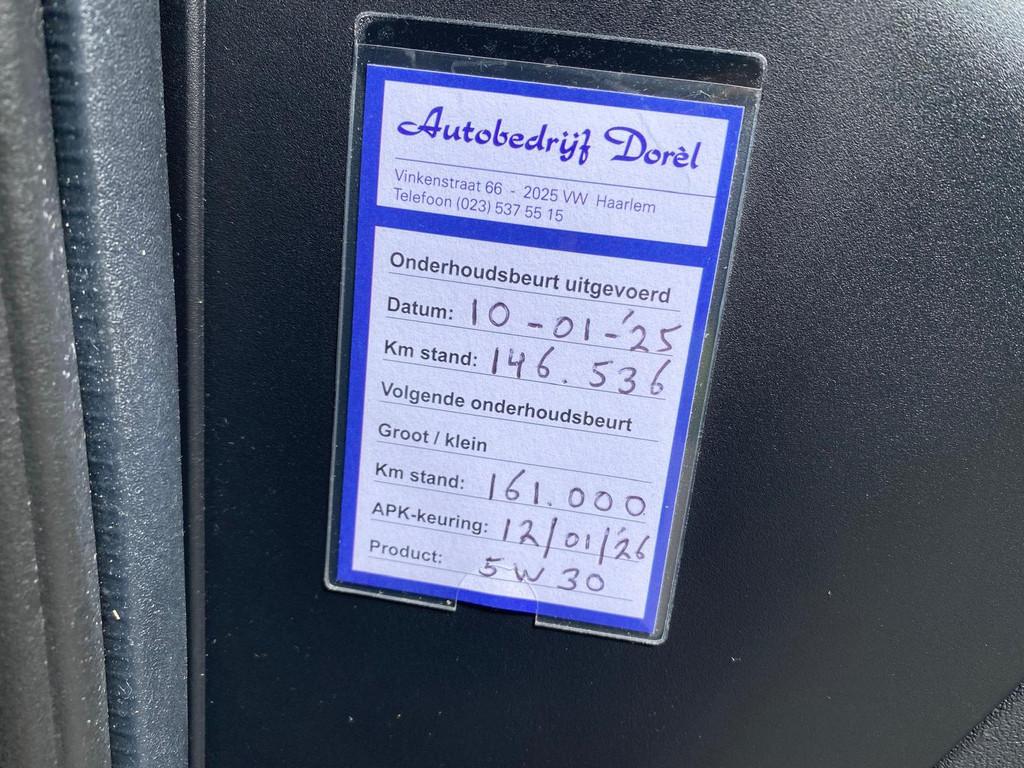 Autobedrijf Dorèl
Vinkenstraat 66 - 2025 VW Haarlem
Telefoon (023) 537 55 15
Onderhoudsbeurt uitgevoerd
Datum: 10-01-'25
Km stand: 146.536
Volgende onderhoudsbeurt
Groot / klein
Km stand: 161.000
APK-keuring: 12/01/'26
Product: 5W30